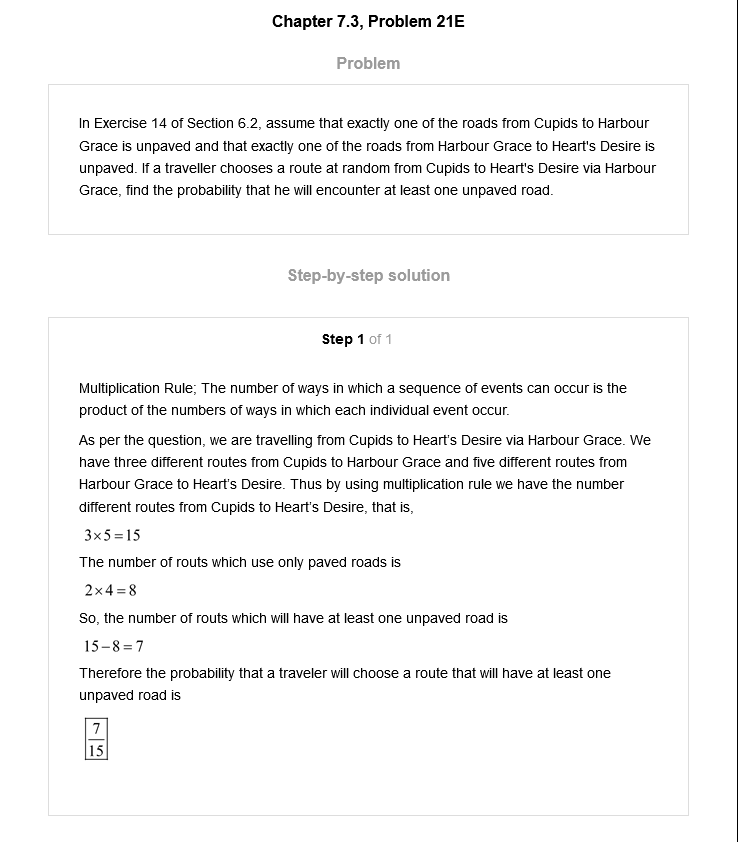 Chapter 7.3, Problem 21E
Problem
In Exercise 14 of Section 6.2, assume that exactly one of the roads from Cupids to Harbour
Grace is unpaved and that exactly one of the roads from Harbour Grace to Heart's Desire is
unpaved. If a traveller chooses a route at random from Cupids to Heart's Desire via Harbour
Grace, find the probability that he will encounter at least one unpaved road.
Step-by-step solution
Step 1 of 1
Multiplication Rule; The number of ways in which a sequence of events can occur is the
product of the numbers of ways in which each individual event occur.
As per the question, we are travelling from Cupids to Heart's Desire via Harbour Grace. We
have three different routes from Cupids to Harbour Grace and five different routes from
Harbour Grace to Heart's Desire. Thus by using multiplication rule we have the number
different routes from Cupids to Heart's Desire, that is,
3×5=15
The number of routs which use only paved roads is
2×4=8
So, the number of routs which will have at least one unpaved road is
15−8=7
Therefore the probability that a traveler will choose a route that will have at least one
unpaved road is
7
15